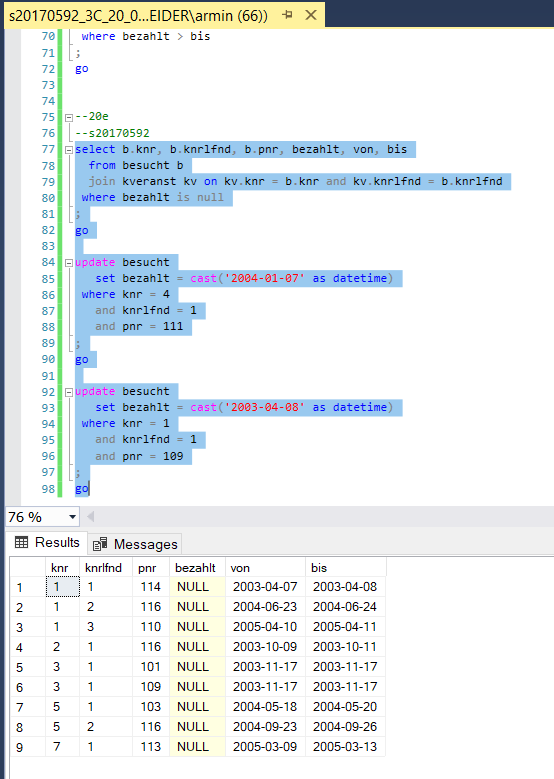 s20170592_3C_20_0...EIDER\armin (66))
70 where bezahlt > bis
71 ;
72 go
73
74
75 --20e
76 --s20170592
77 select b.knr, b.knrlfnd, b.pnr, bezahlt, von, bis
78 from besucht b
79 join kveranst kv on kv.knr = b.knr and kv.knrlfnd = b.knrlfnd
80 where bezahlt is null
81 ;
82 go
83
84 update besucht
85 set bezahlt = cast('2004-01-07' as datetime)
86 where knr = 4
87 and knrlfnd = 1
88 and pnr = 111
89 ;
90 go
91
92 update besucht
93 set bezahlt = cast('2003-04-08' as datetime)
94 where knr = 1
95 and knrlfnd = 1
96 and pnr = 109
97 ;
98 go
76 %
Results Messages
knr knrlfnd pnr bezahlt von bis
1 1 1 114 NULL 2003-04-07 2003-04-08
2 1 2 116 NULL 2004-06-23 2004-06-24
3 1 3 110 NULL 2005-04-10 2005-04-11
4 2 1 116 NULL 2003-10-09 2003-10-11
5 3 1 101 NULL 2003-11-17 2003-11-17
6 3 1 109 NULL 2003-11-17 2003-11-17
7 5 1 103 NULL 2004-05-18 2004-05-20
8 5 2 116 NULL 2004-09-23 2004-09-26
9 7 1 113 NULL 2005-03-09 2005-03-13